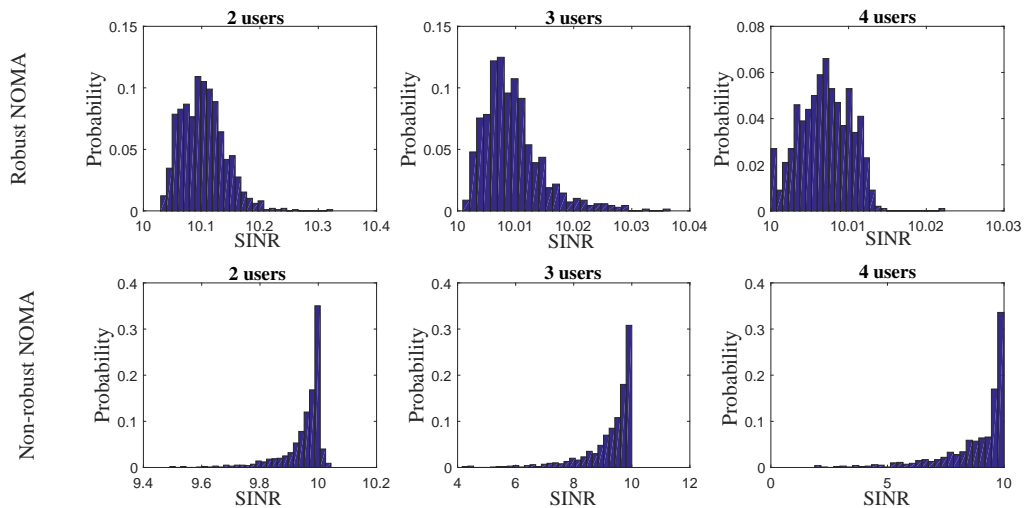 2 users
3 users
4 users
Robust NOMA
Probability
0.15
0.1
0.05
0
10
10.1
10.2
10.3
10.4
SINR
Probability
0.15
0.1
0.05
0
10
10.01
10.02
10.03
10.04
SINR
Probability
0.08
0.06
0.04
0.02
0
10
10.01
10.02
10.03
SINR
2 users
3 users
4 users
Non-robust NOMA
Probability
0.4
0.3
0.2
0.1
0
9.4
9.6
9.8
10
10.2
SINR
Probability
0.4
0.3
0.2
0.1
0
4
6
8
10
12
SINR
Probability
0.4
0.3
0.2
0.1
0
0
5
10
SINR